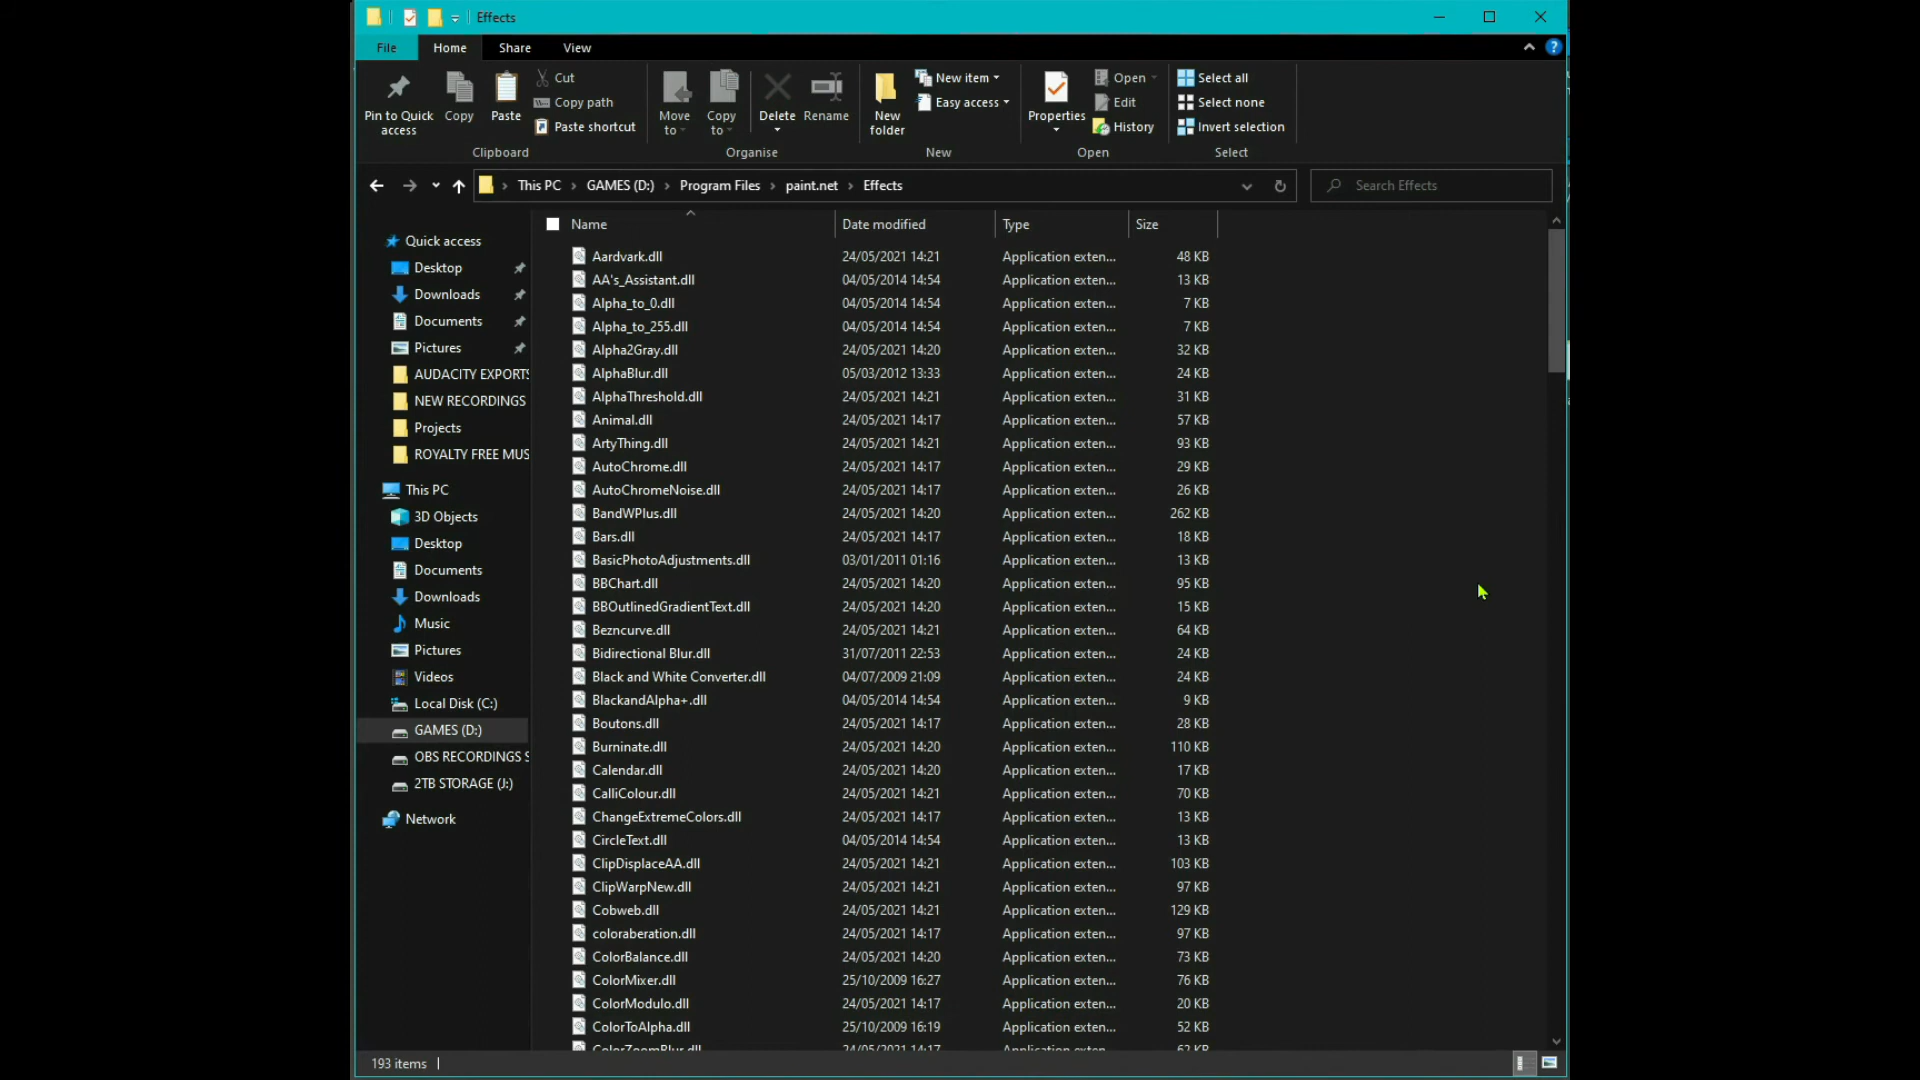 Effects
File Home Share View
Pin to Quick access
Copy
Paste
Cut
Copy path
Paste shortcut
Clipboard
Move to
Copy to
Delete
Rename
Organise
New folder
New item
Easy access
New
Properties
Open
Edit
History
Open
Select all
Select none
Invert selection
Select
This PC > GAMES (D:) > Program Files > paint.net > Effects
Search Effects
Quick access
Desktop
Downloads
Documents
Pictures
AUDACITY EXPORTS
NEW RECORDINGS
Projects
ROYALTY FREE MUS
This PC
3D Objects
Desktop
Documents
Downloads
Music
Pictures
Videos
Local Disk (C:)
GAMES (D:)
OBS RECORDINGS S
2TB STORAGE (J:)
Network
Name Date modified Type Size
Aardvark.dll 24/05/2021 14:21 Application exten... 48 KB
AA's_Assistant.dll 04/05/2014 14:54 Application exten... 13 KB
Alpha_to_0.dll 04/05/2014 14:54 Application exten... 7 KB
Alpha_to_255.dll 04/05/2014 14:54 Application exten... 7 KB
Alpha2Gray.dll 24/05/2021 14:20 Application exten... 32 KB
AlphaBlur.dll 05/03/2012 13:33 Application exten... 24 KB
AlphaThreshold.dll 24/05/2021 14:21 Application exten... 31 KB
Animal.dll 24/05/2021 14:17 Application exten... 57 KB
ArtyThing.dll 24/05/2021 14:21 Application exten... 93 KB
AutoChrome.dll 24/05/2021 14:17 Application exten... 29 KB
AutoChromeNoise.dll 24/05/2021 14:17 Application exten... 26 KB
BandWPlus.dll 24/05/2021 14:20 Application exten... 262 KB
Bars.dll 24/05/2021 14:17 Application exten... 18 KB
BasicPhotoAdjustments.dll 03/01/2011 01:16 Application exten... 13 KB
BBChart.dll 24/05/2021 14:20 Application exten... 95 KB
BBOutlinedGradientText.dll 24/05/2021 14:20 Application exten... 15 KB
Bezncurve.dll 24/05/2021 14:21 Application exten... 64 KB
Bidirectional Blur.dll 31/07/2011 22:53 Application exten... 24 KB
Black and White Converter.dll 04/07/2009 21:09 Application exten... 24 KB
BlackandAlpha+.dll 04/05/2014 14:54 Application exten... 9 KB
Boutons.dll 24/05/2021 14:17 Application exten... 28 KB
Burninate.dll 24/05/2021 14:20 Application exten... 110 KB
Calendar.dll 24/05/2021 14:20 Application exten... 17 KB
CalliColour.dll 24/05/2021 14:21 Application exten... 70 KB
ChangeExtremeColors.dll 24/05/2021 14:17 Application exten... 13 KB
CircleText.dll 04/05/2014 14:54 Application exten... 13 KB
ClipDisplaceAA.dll 24/05/2021 14:21 Application exten... 103 KB
ClipWarpNew.dll 24/05/2021 14:21 Application exten... 97 KB
Cobweb.dll 24/05/2021 14:21 Application exten... 129 KB
coloraberation.dll 24/05/2021 14:17 Application exten... 97 KB
ColorBalance.dll 24/05/2021 14:20 Application exten... 73 KB
ColorMixer.dll 25/10/2009 16:27 Application exten... 76 KB
ColorModulo.dll 24/05/2021 14:17 Application exten... 20 KB
ColorToAlpha.dll 25/10/2009 16:19 Application exten... 52 KB
ColorZoomBlur.dll 24/05/2021 14:17 Application exten... 62 KB
193 items